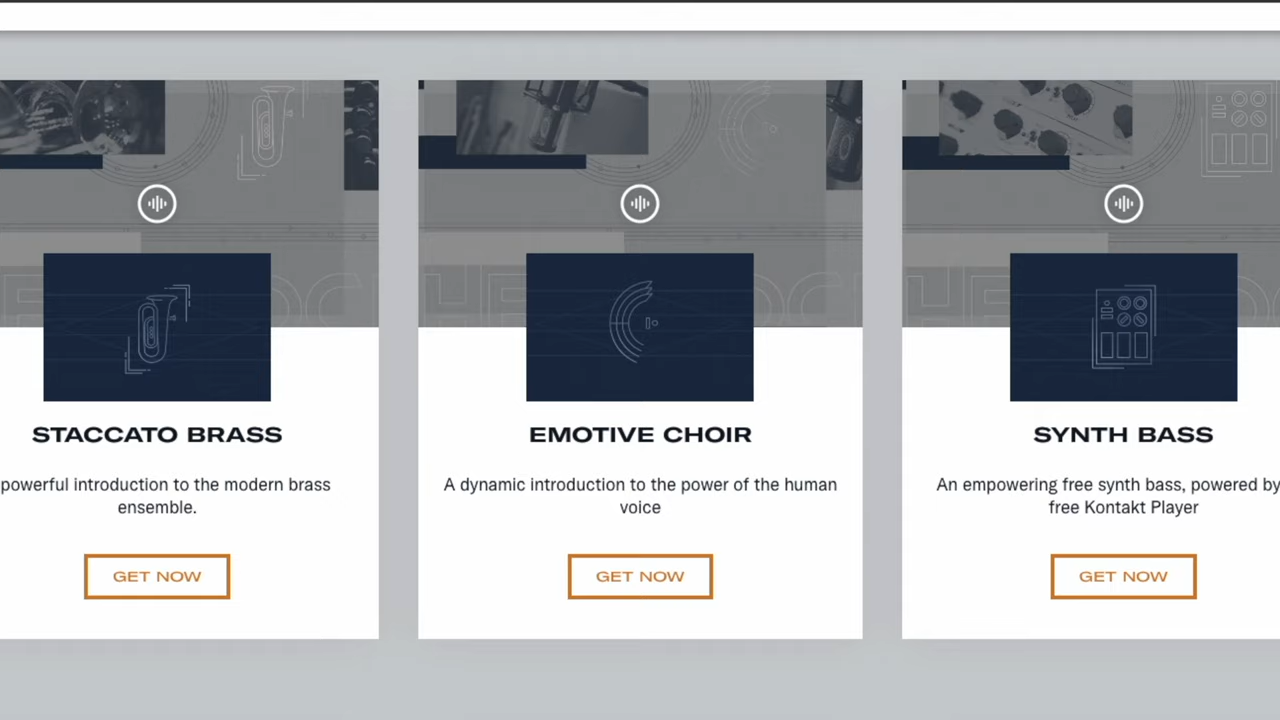 STACCATO BRASS
powerful introduction to the modern brass
ensemble.
GET NOW
EMOTIVE CHOIR
A dynamic introduction to the power of the human
voice
GET NOW
SYNTH BASS
An empowering free synth bass, powered by
free Kontakt Player
GET NOW